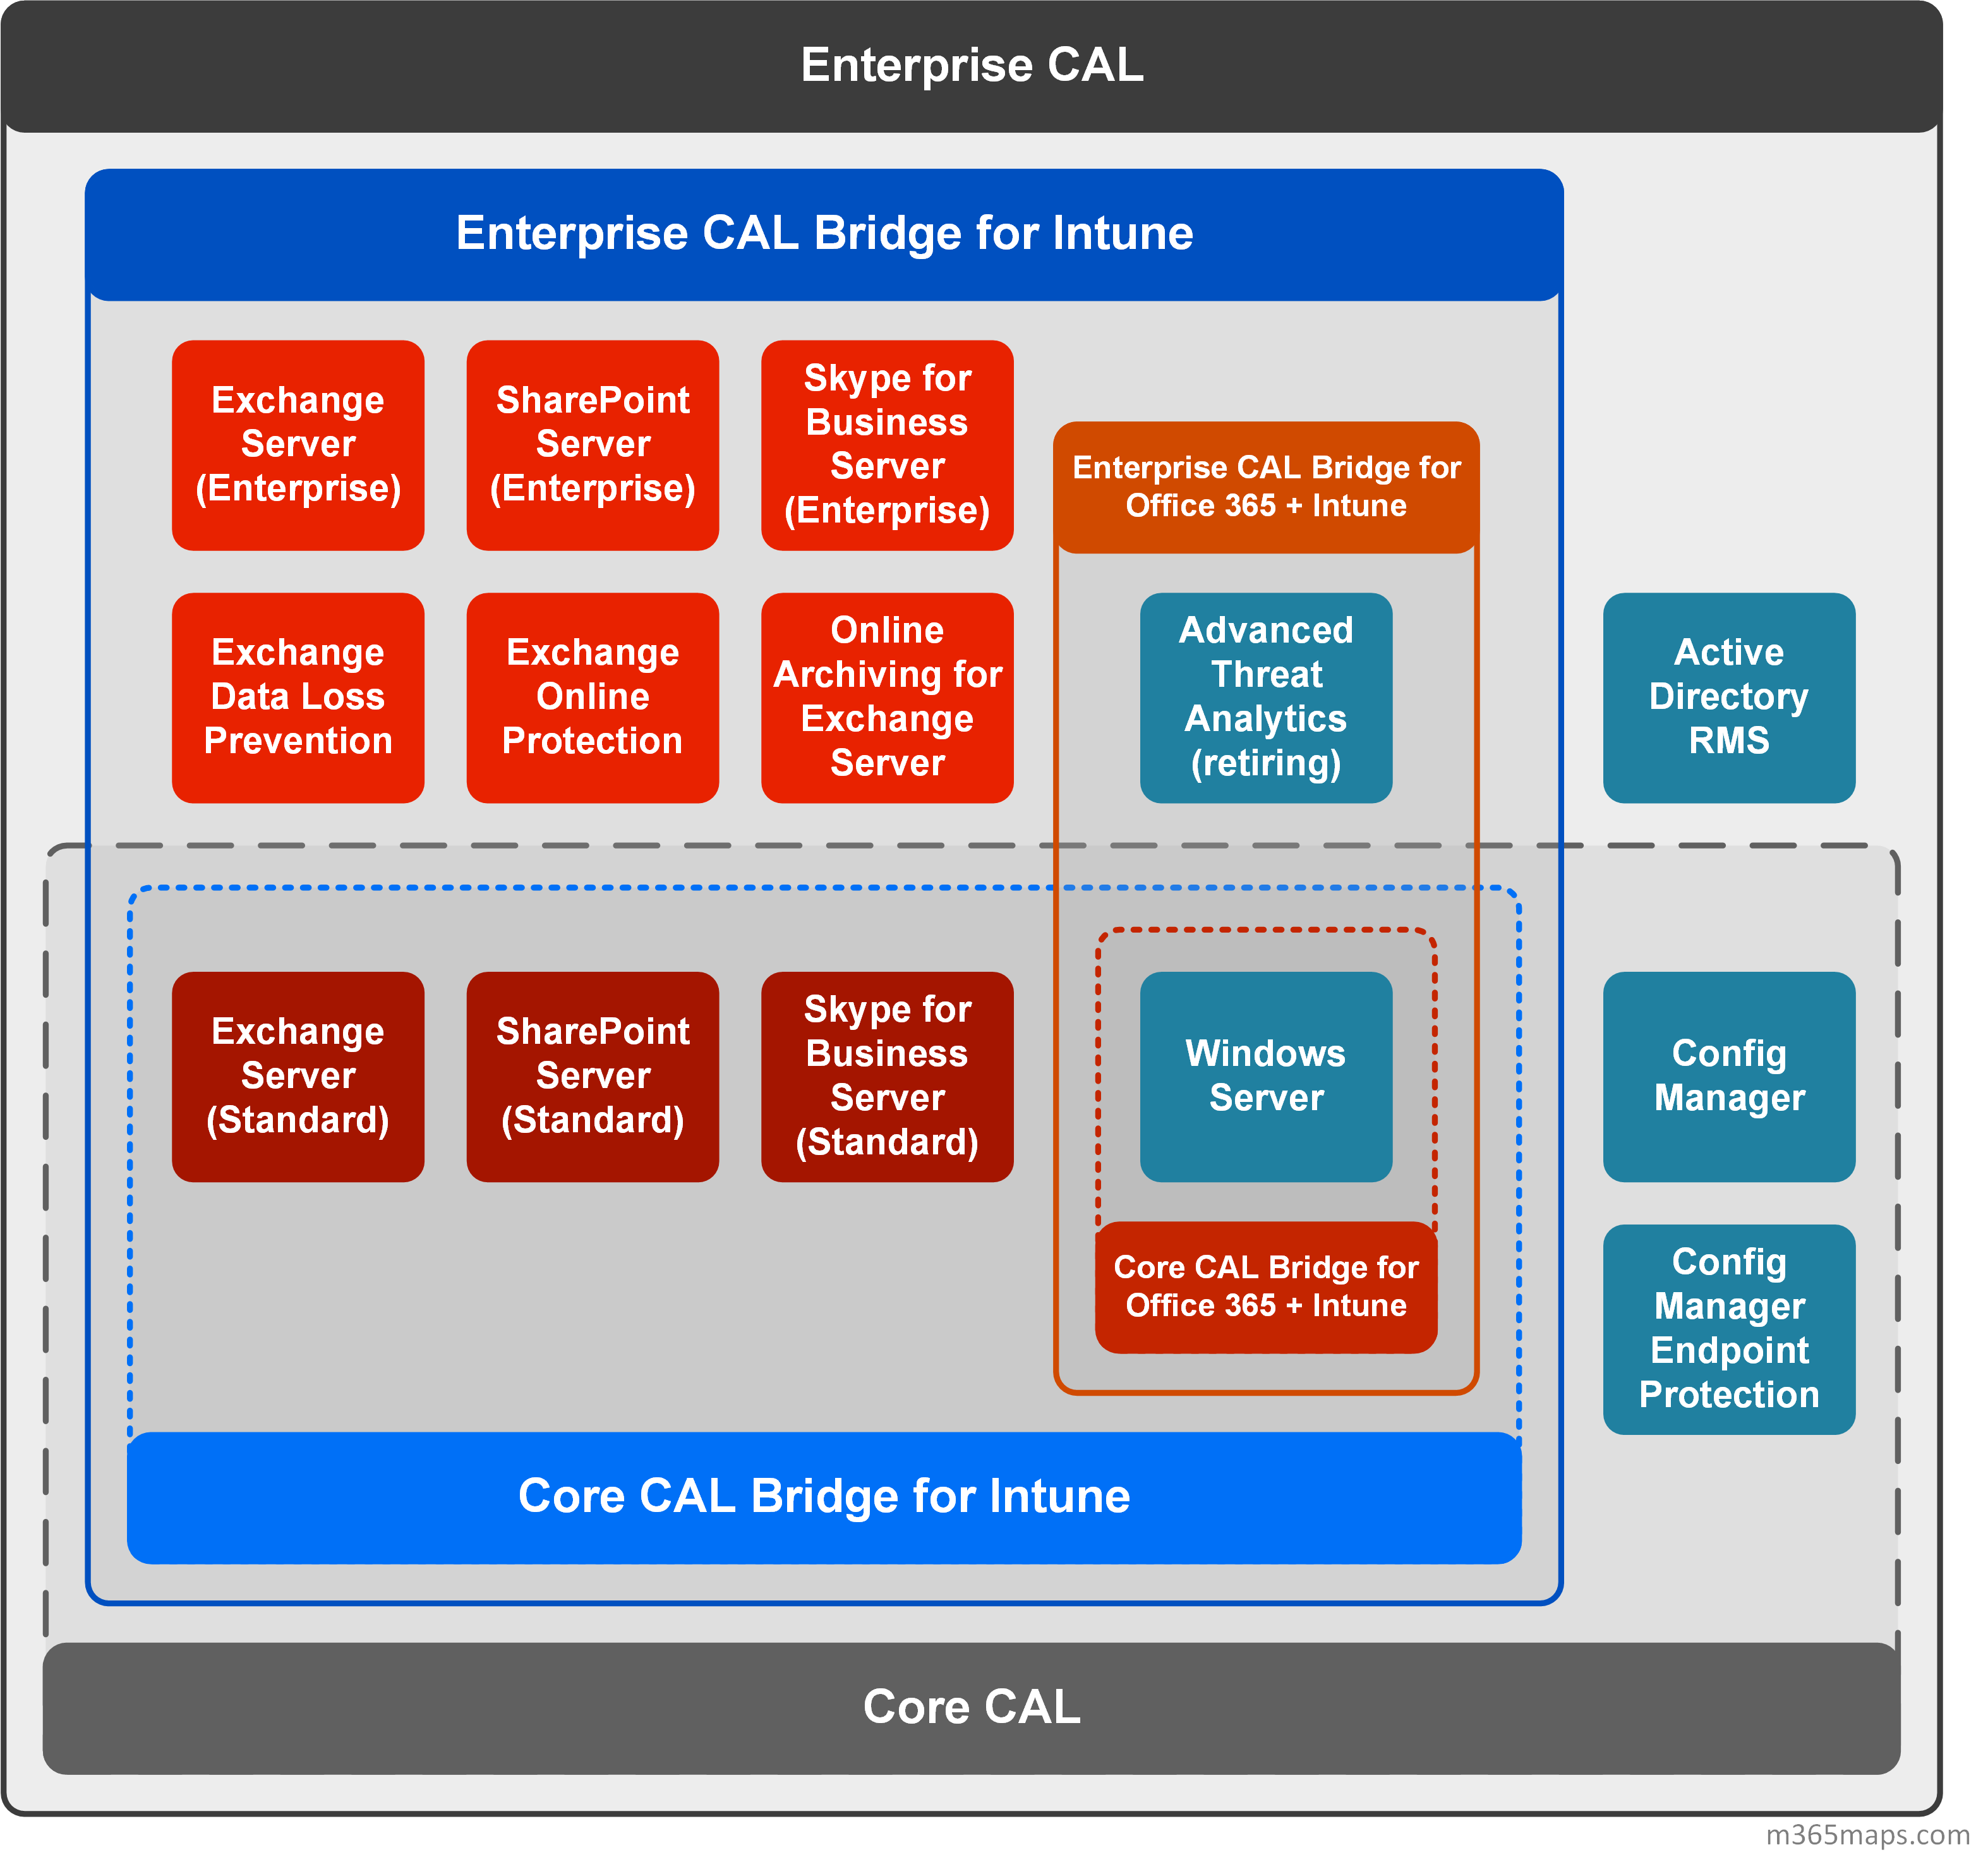 Enterprise CAL
Enterprise CAL Bridge for Intune
Exchange
Server
(Enterprise)
SharePoint
Server
(Enterprise)
Skype for
Business
Server
(Enterprise)
Enterprise CAL Bridge for
Office 365 + Intune
Exchange
Data Loss
Prevention
Exchange
Online
Protection
Online
Archiving for
Exchange
Server
Advanced
Threat
Analytics
(retiring)
Active
Directory
RMS
Exchange
Server
(Standard)
SharePoint
Server
(Standard)
Skype for
Business
Server
(Standard)
Windows
Server
Config
Manager
Core CAL Bridge for
Office 365 + Intune
Config
Manager
Endpoint
Protection
Core CAL Bridge for Intune
Core CAL
m365maps.com